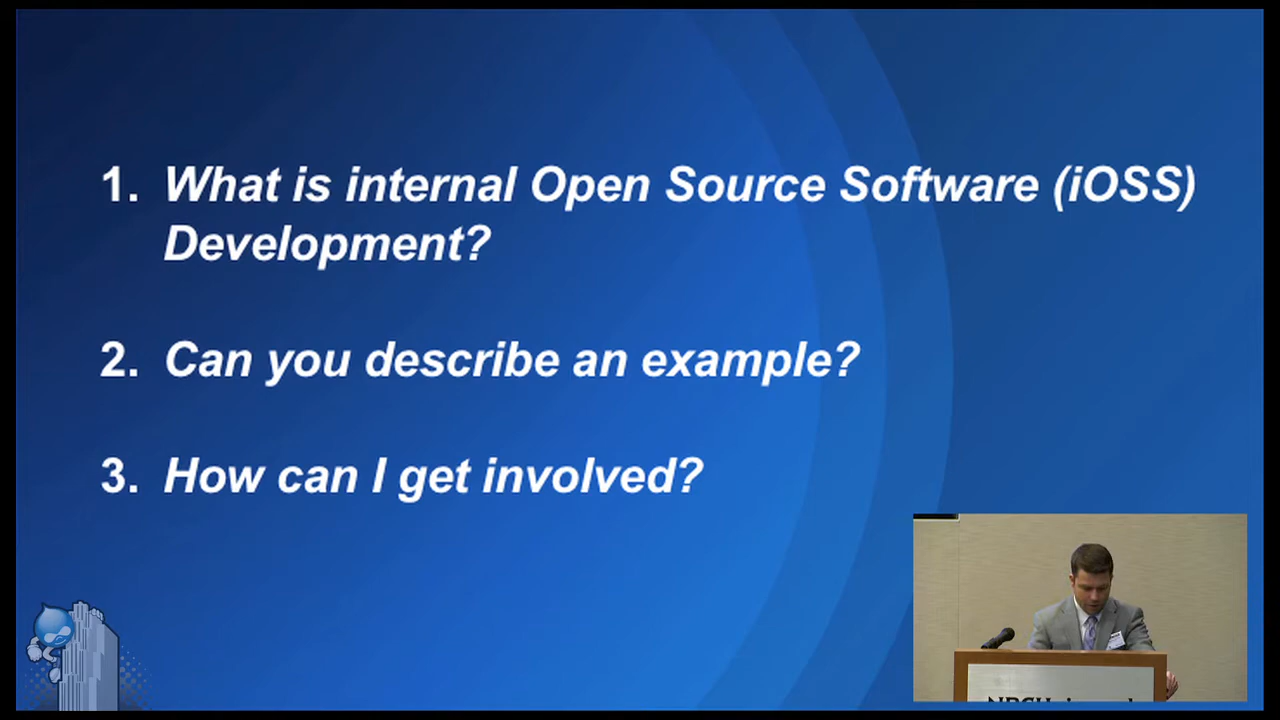 1. What is internal Open Source Software (iOSS)
Development?
2. Can you describe an example?
3. How can I get involved?